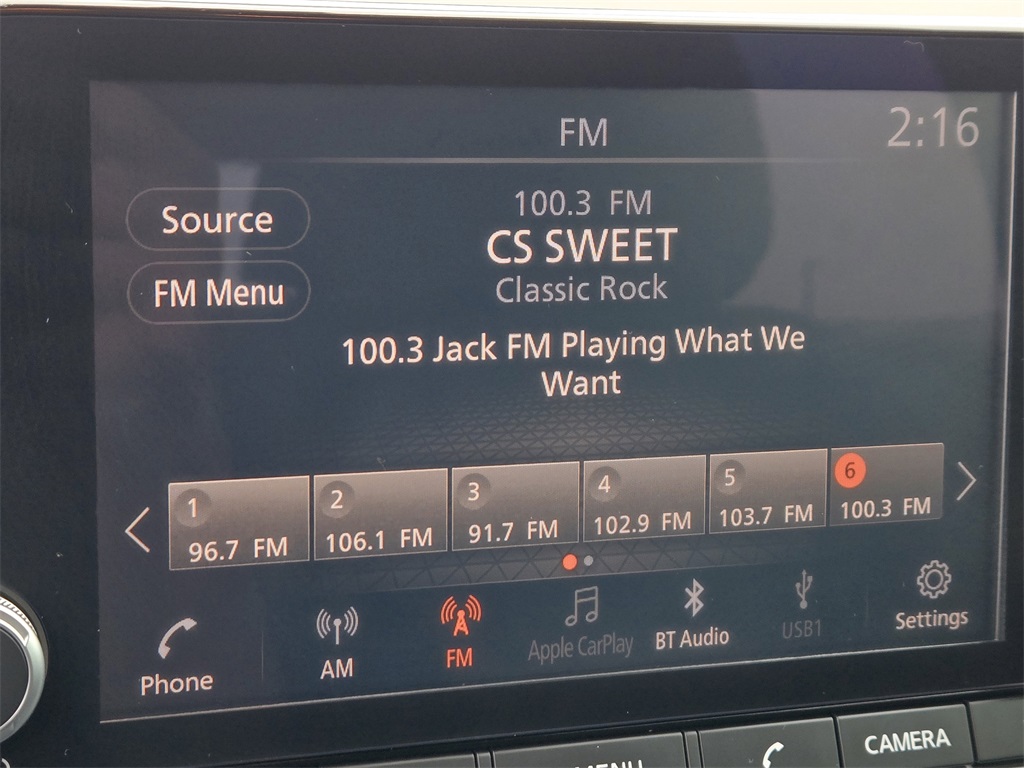 FM
2:16
Source
100.3 FM
CS SWEET
FM Menu
Classic Rock
100.3 Jack FM Playing What We
Want
1
2
3
4
5
6
96.7 FM
106.1 FM
91.7 FM
102.9 FM
103.7 FM
100.3 FM
Phone
AM
FM
Apple CarPlay
BT Audio
USB1
Settings
MENU
CAMERA